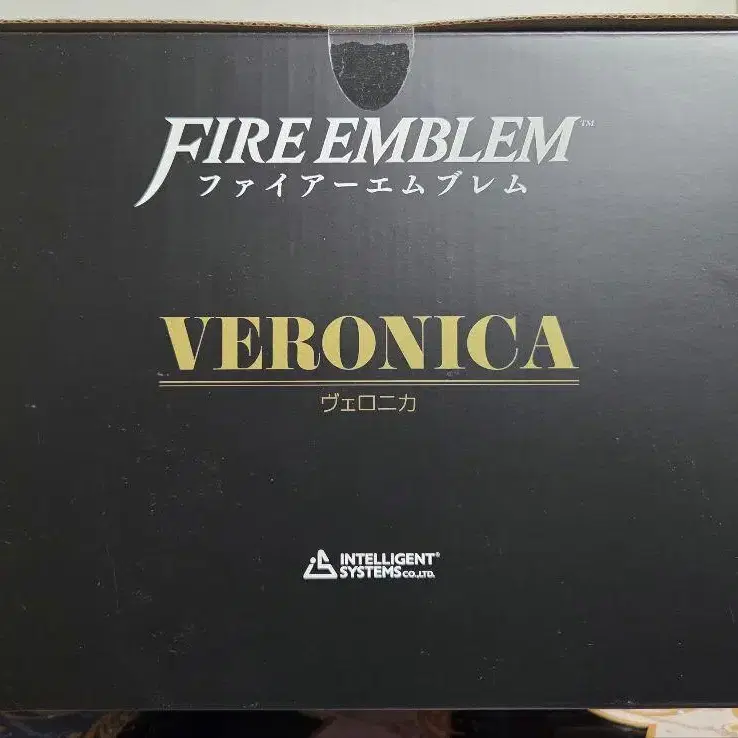 FIRE EMBLEM™
ファイアーエムブレム
VERONICA
ヴェロニカ
INTELLIGENT®
SYSTEMS CO.,LTD.